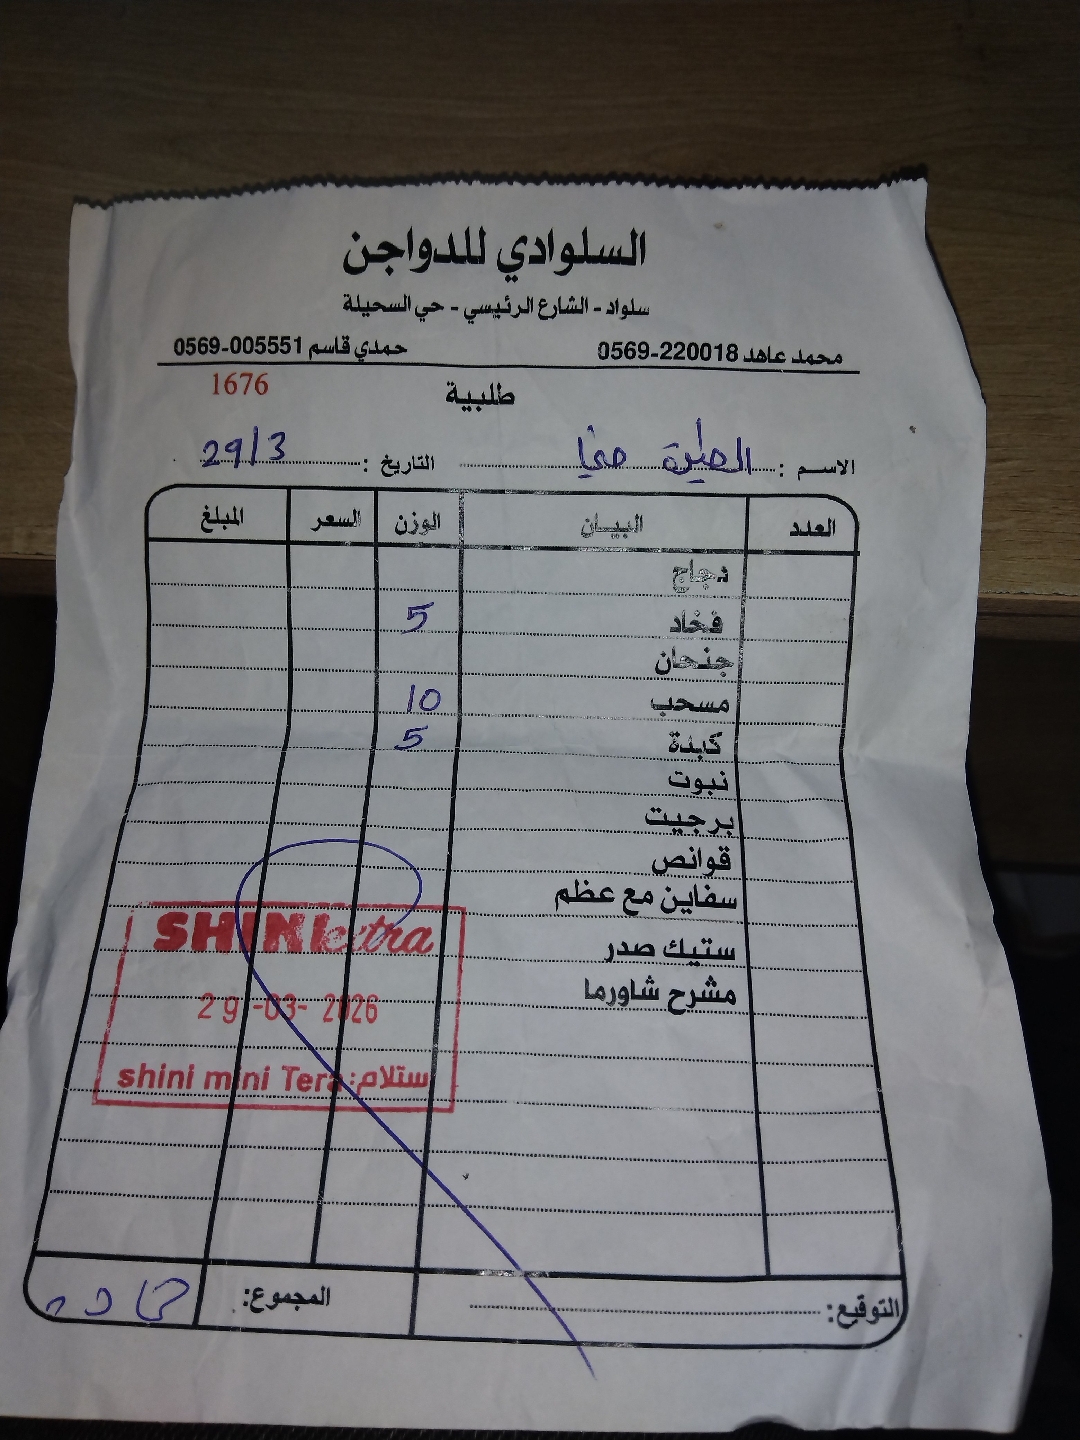 السلوادي للدواجن
سلواد - الشارع الرئيسي - حي السحيلة
محمد عاهد 0569-220018 حمدي قاسم 0569-005551
طلبية 1676
الاسم : الطيرة التاريخ : 29/3
العدد البيان الوزن السعر المبلغ
دجاج
فخاد 5
جنحان
مسحب 10
كبدة 5
نبوت
برجيت
قوانص
سفاين مع عظم
ستيك صدر
مشرح شاورما
SHINI extra
29-03-2026
ستلام: shini mini Tera
التوقيع: المجموع: